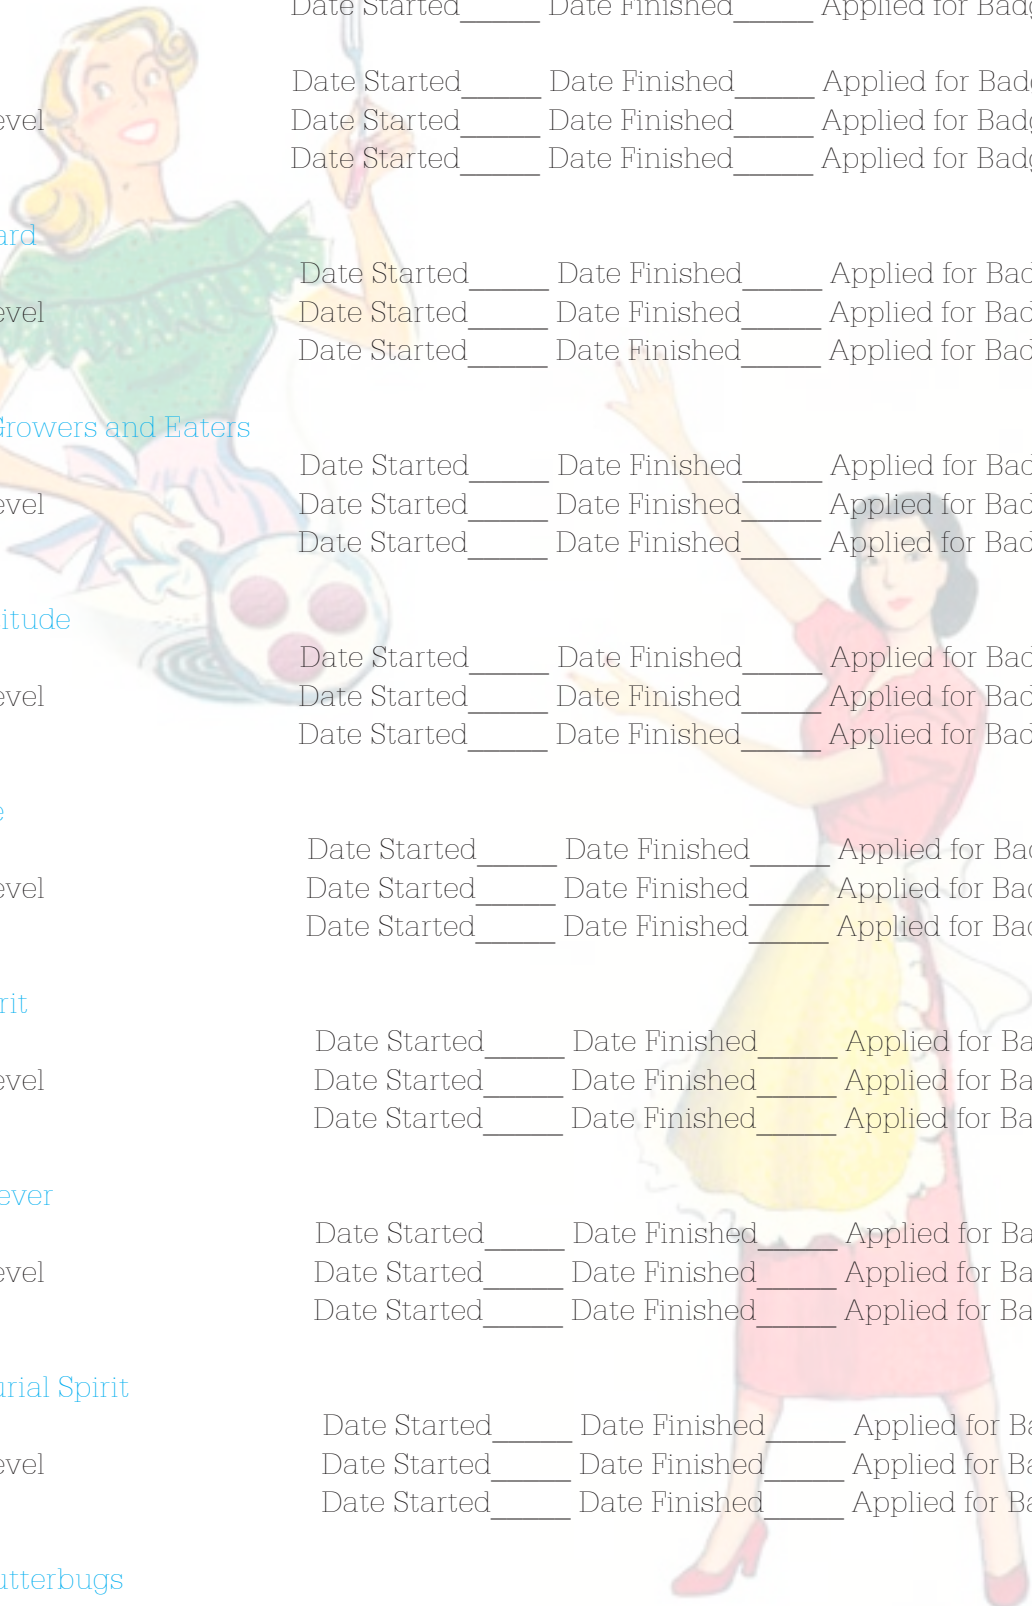 Date Started_____ Date Finished_____ Applied for Badg
Date Started_____ Date Finished_____ Applied for Badg
evel Date Started_____ Date Finished_____ Applied for Badg
Date Started_____ Date Finished_____ Applied for Badg
ard
Date Started_____ Date Finished_____ Applied for Bad
evel Date Started_____ Date Finished_____ Applied for Bad
Date Started_____ Date Finished_____ Applied for Bad
Growers and Eaters
Date Started_____ Date Finished_____ Applied for Bad
evel Date Started_____ Date Finished_____ Applied for Bad
Date Started_____ Date Finished_____ Applied for Bad
itude
Date Started_____ Date Finished_____ Applied for Bad
evel Date Started_____ Date Finished_____ Applied for Bad
Date Started_____ Date Finished_____ Applied for Bad
e
Date Started_____ Date Finished_____ Applied for Bad
evel Date Started_____ Date Finished_____ Applied for Bad
Date Started_____ Date Finished_____ Applied for Bad
rit
Date Started_____ Date Finished_____ Applied for Ba
evel Date Started_____ Date Finished_____ Applied for Ba
Date Started_____ Date Finished_____ Applied for Ba
ever
Date Started_____ Date Finished_____ Applied for Ba
evel Date Started_____ Date Finished_____ Applied for Ba
Date Started_____ Date Finished_____ Applied for Ba
urial Spirit
Date Started_____ Date Finished_____ Applied for Ba
evel Date Started_____ Date Finished_____ Applied for Ba
Date Started_____ Date Finished_____ Applied for Ba
utterbugs